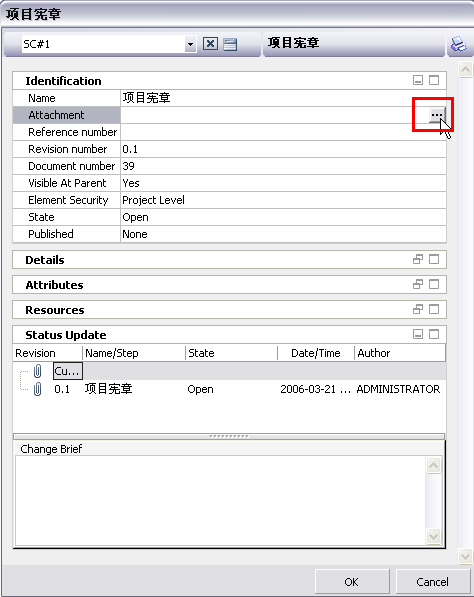 项目宪章
SC#1 项目宪章
Identification
Name 项目宪章
Attachment ...
Reference number
Revision number 0.1
Document number 39
Visible At Parent Yes
Element Security Project Level
State Open
Published None
Details
Attributes
Resources
Status Update
Revision Name/Step State Date/Time Author
Cu...
0.1 项目宪章 Open 2006-03-21 ... ADMINISTRATOR
Change Brief
OK Cancel